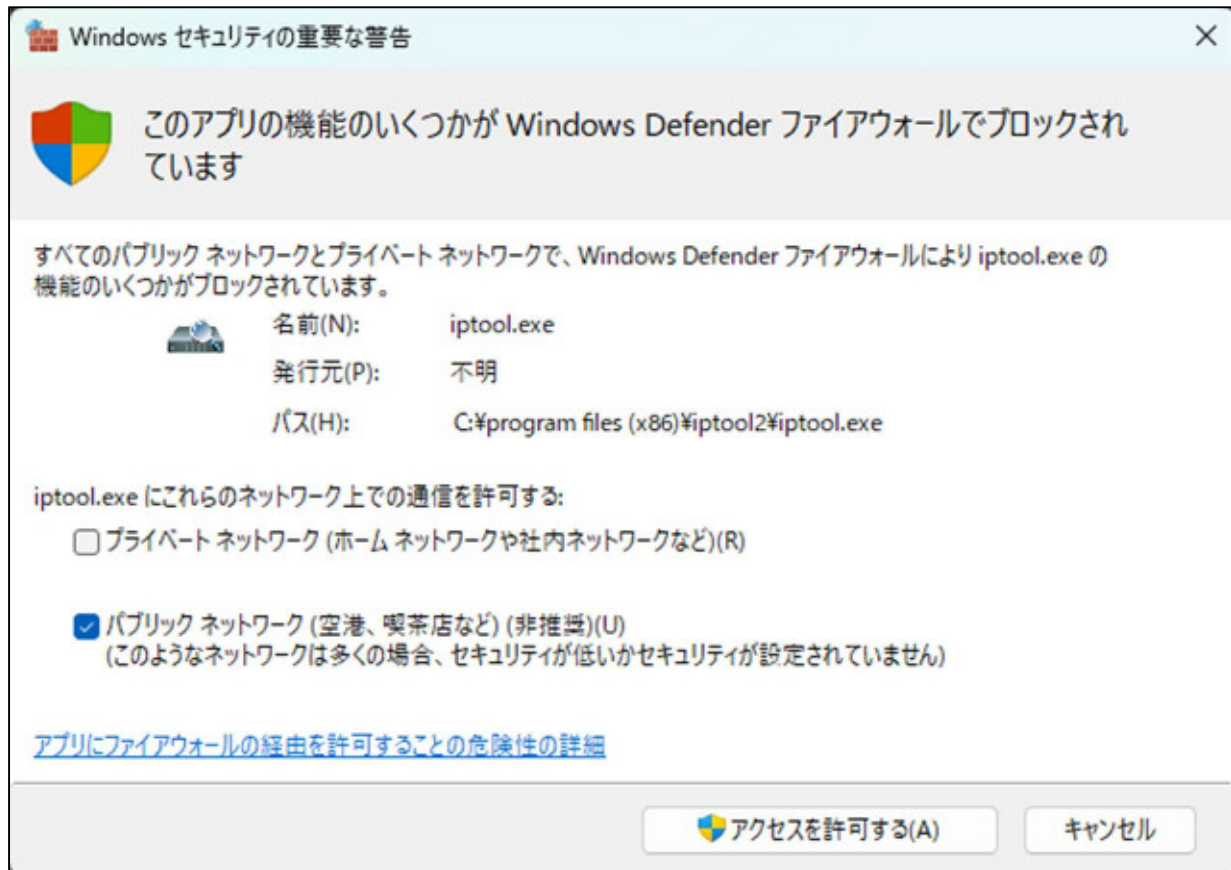 Windows セキュリティの重要な警告
このアプリの機能のいくつかが Windows Defender ファイアウォールでブロックされ
ています
すべてのパブリック ネットワークとプライベート ネットワークで、Windows Defender ファイアウォールにより iptool.exe の
機能のいくつかがブロックされています。
名前(N): iptool.exe
発行元(P): 不明
パス(H): C:¥program files (x86)¥iptool2¥iptool.exe
iptool.exe にこれらのネットワーク上での通信を許可する:
プライベート ネットワーク (ホーム ネットワークや社内ネットワークなど)(R)
パブリック ネットワーク (空港、喫茶店など) (非推奨)(U)
(このようなネットワークは多くの場合、セキュリティが低いかセキュリティが設定されていません)
アプリにファイアウォールの経由を許可することの危険性の詳細
アクセスを許可する(A) キャンセル